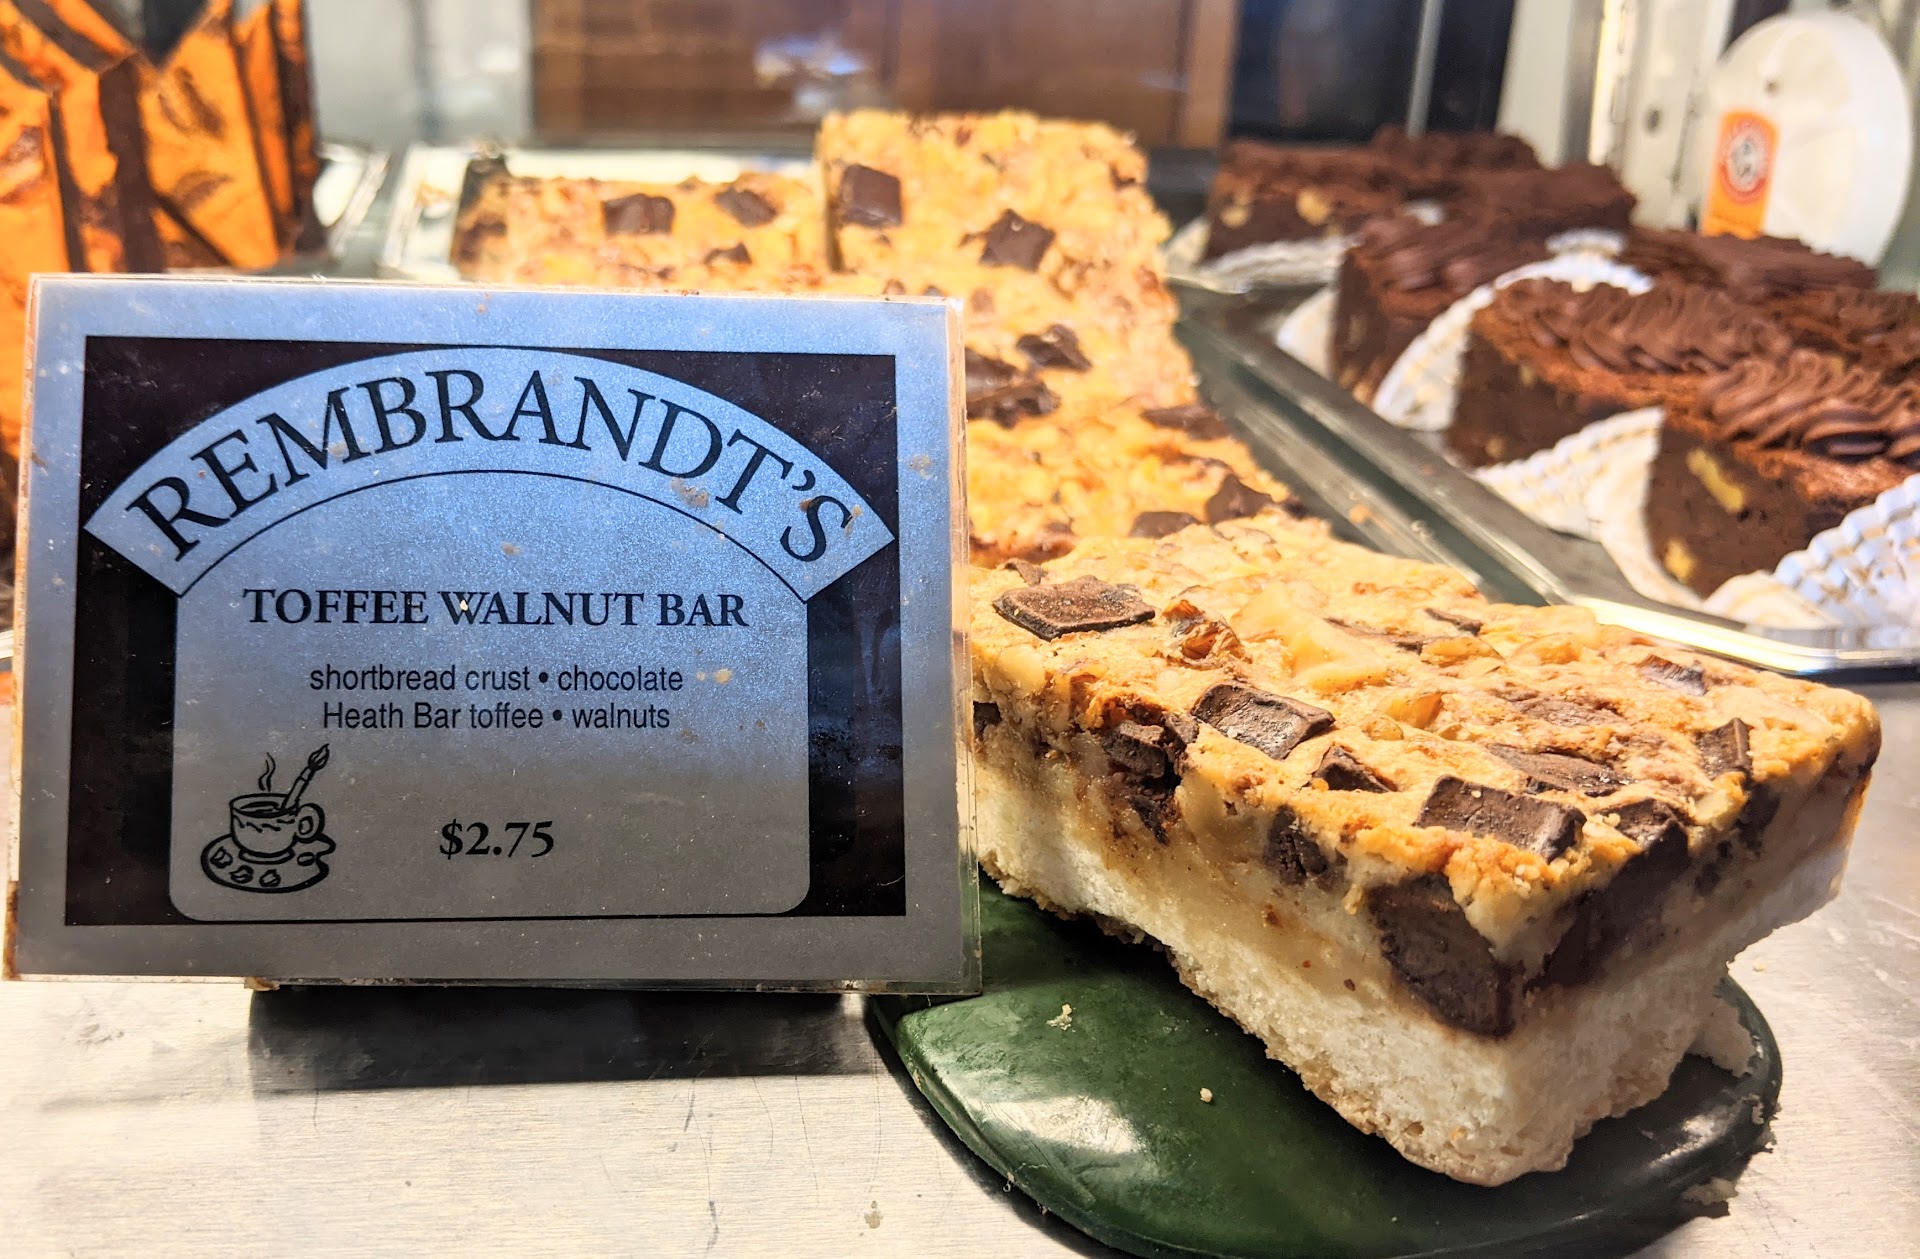 REMBRANDT'S
TOFFEE WALNUT BAR
shortbread crust • chocolate
Heath Bar toffee • walnuts
$2.75